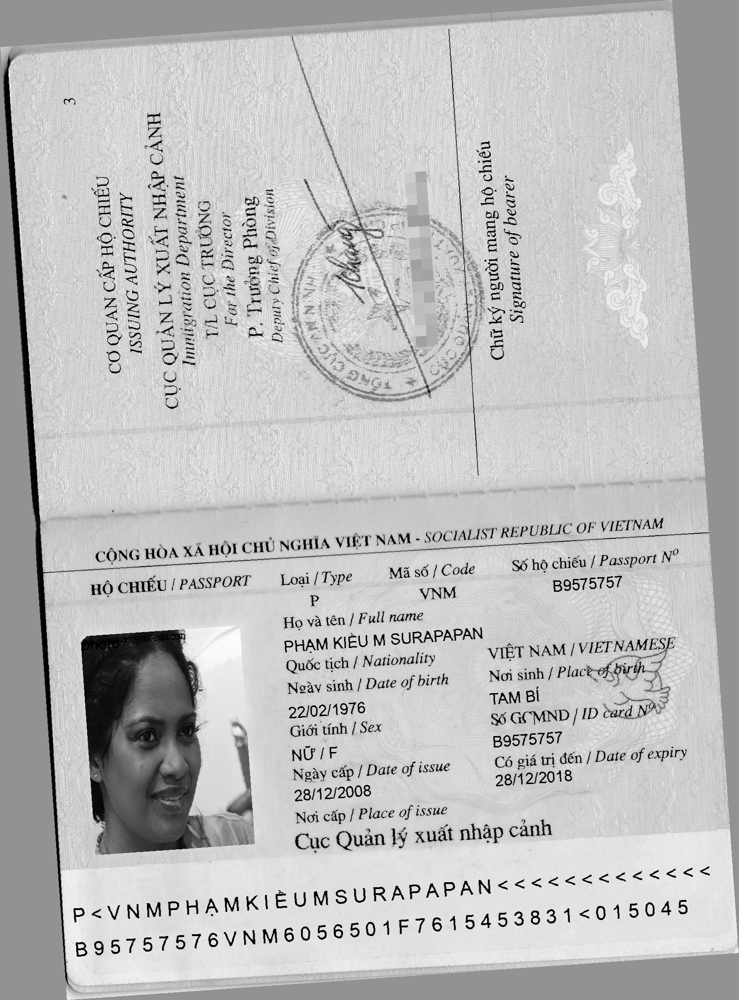 3
CƠ QUAN CẤP HỘ CHIẾU
ISSUING AUTHORITY
CỤC QUẢN LÝ XUẤT NHẬP CẢNH
Immigration Department
T/L CỤC TRƯỞNG
For the Director
P. Trưởng Phòng
Deputy Chief of Division
TỔNG CỤC AN NINH
Chữ ký người mang hộ chiếu
Signature of bearer
CỘNG HÒA XÃ HỘI CHỦ NGHĨA VIỆT NAM - SOCIALIST REPUBLIC OF VIETNAM
HỘ CHIẾU / PASSPORT Loại / Type Mã số / Code Số hộ chiếu / Passport Nº
P VNM B9575757
Họ và tên / Full name
PHẠM KIỀU M SURAPAPAN
Quốc tịch / Nationality VIỆT NAM / VIETNAMESE
Ngày sinh / Date of birth Nơi sinh / Place of birth
22/02/1976 TAM BỈ
Giới tính / Sex Số GCMND / ID card Nº
NỮ / F B9575757
Ngày cấp / Date of issue Có giá trị đến / Date of expiry
28/12/2008 28/12/2018
Nơi cấp / Place of issue
Cục Quản lý xuất nhập cảnh
photo
-does-not-exist.com
P<VNMPHẠMKIỀUMSURAPAPAN<<<<<<<<<<<<<
B95757576VNM6056501F7615453831<015045